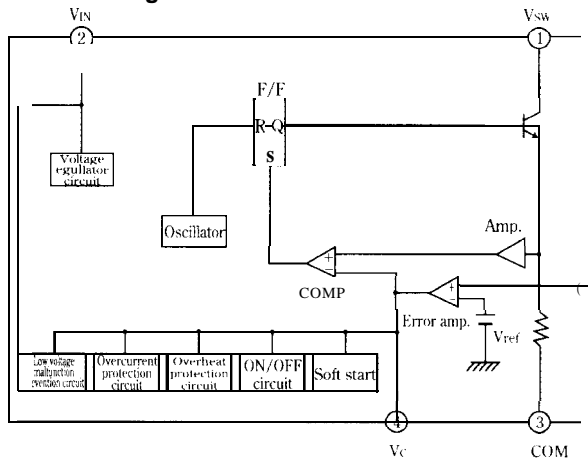 VIN
VSW
2
1
F/F
R Q
S
Voltage
egullator
circuit
Oscillator
Amp.
+
−
COMP
+
−
Error amp.
Vref
Low voltage
malfunction
evention circuit
Overcurrent
protection
circuit
Overheat
protection
circuit
ON/OFF
circuit
Soft start
4
3
VC
COM